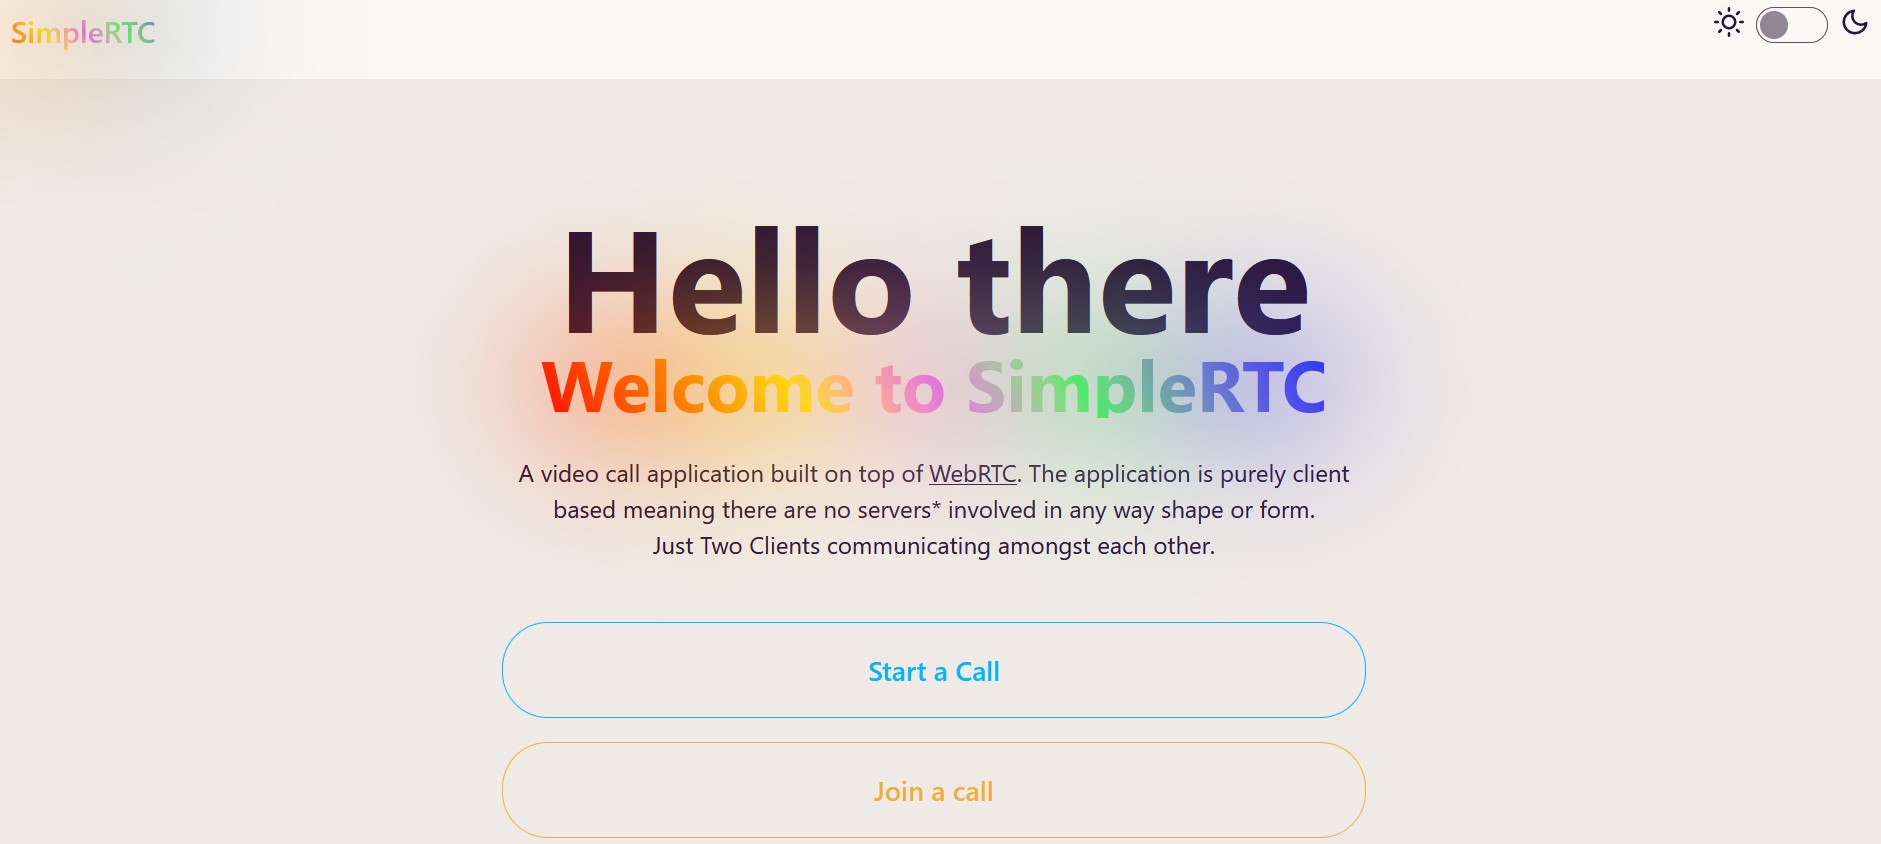 SimpleRTC
Hello there
Welcome to SimpleRTC
A video call application built on top of WebRTC. The application is purely client
based meaning there are no servers* involved in any way shape or form.
Just Two Clients communicating amongst each other.
Start a Call
Join a call